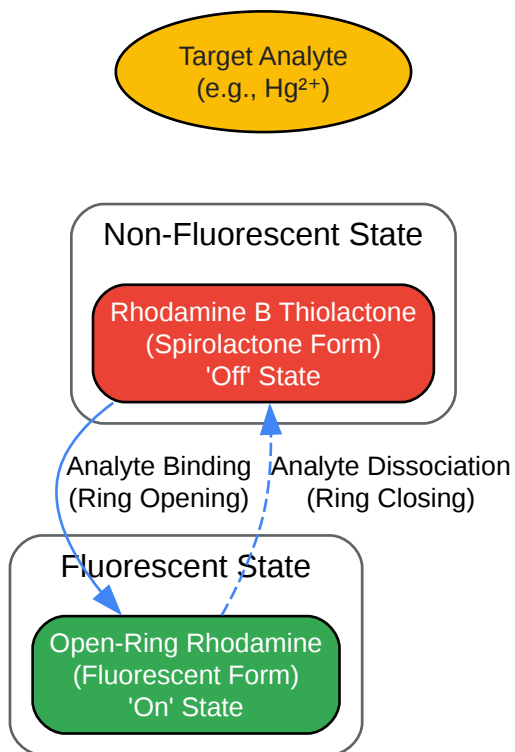 Target Analyte
(e.g., Hg²⁺)
Non-Fluorescent State
Rhodamine B Thiolactone
(Spirolactone Form)
'Off' State
Analyte Binding
(Ring Opening)
Analyte Dissociation
(Ring Closing)
Fluorescent State
Open-Ring Rhodamine
(Fluorescent Form)
'On' State